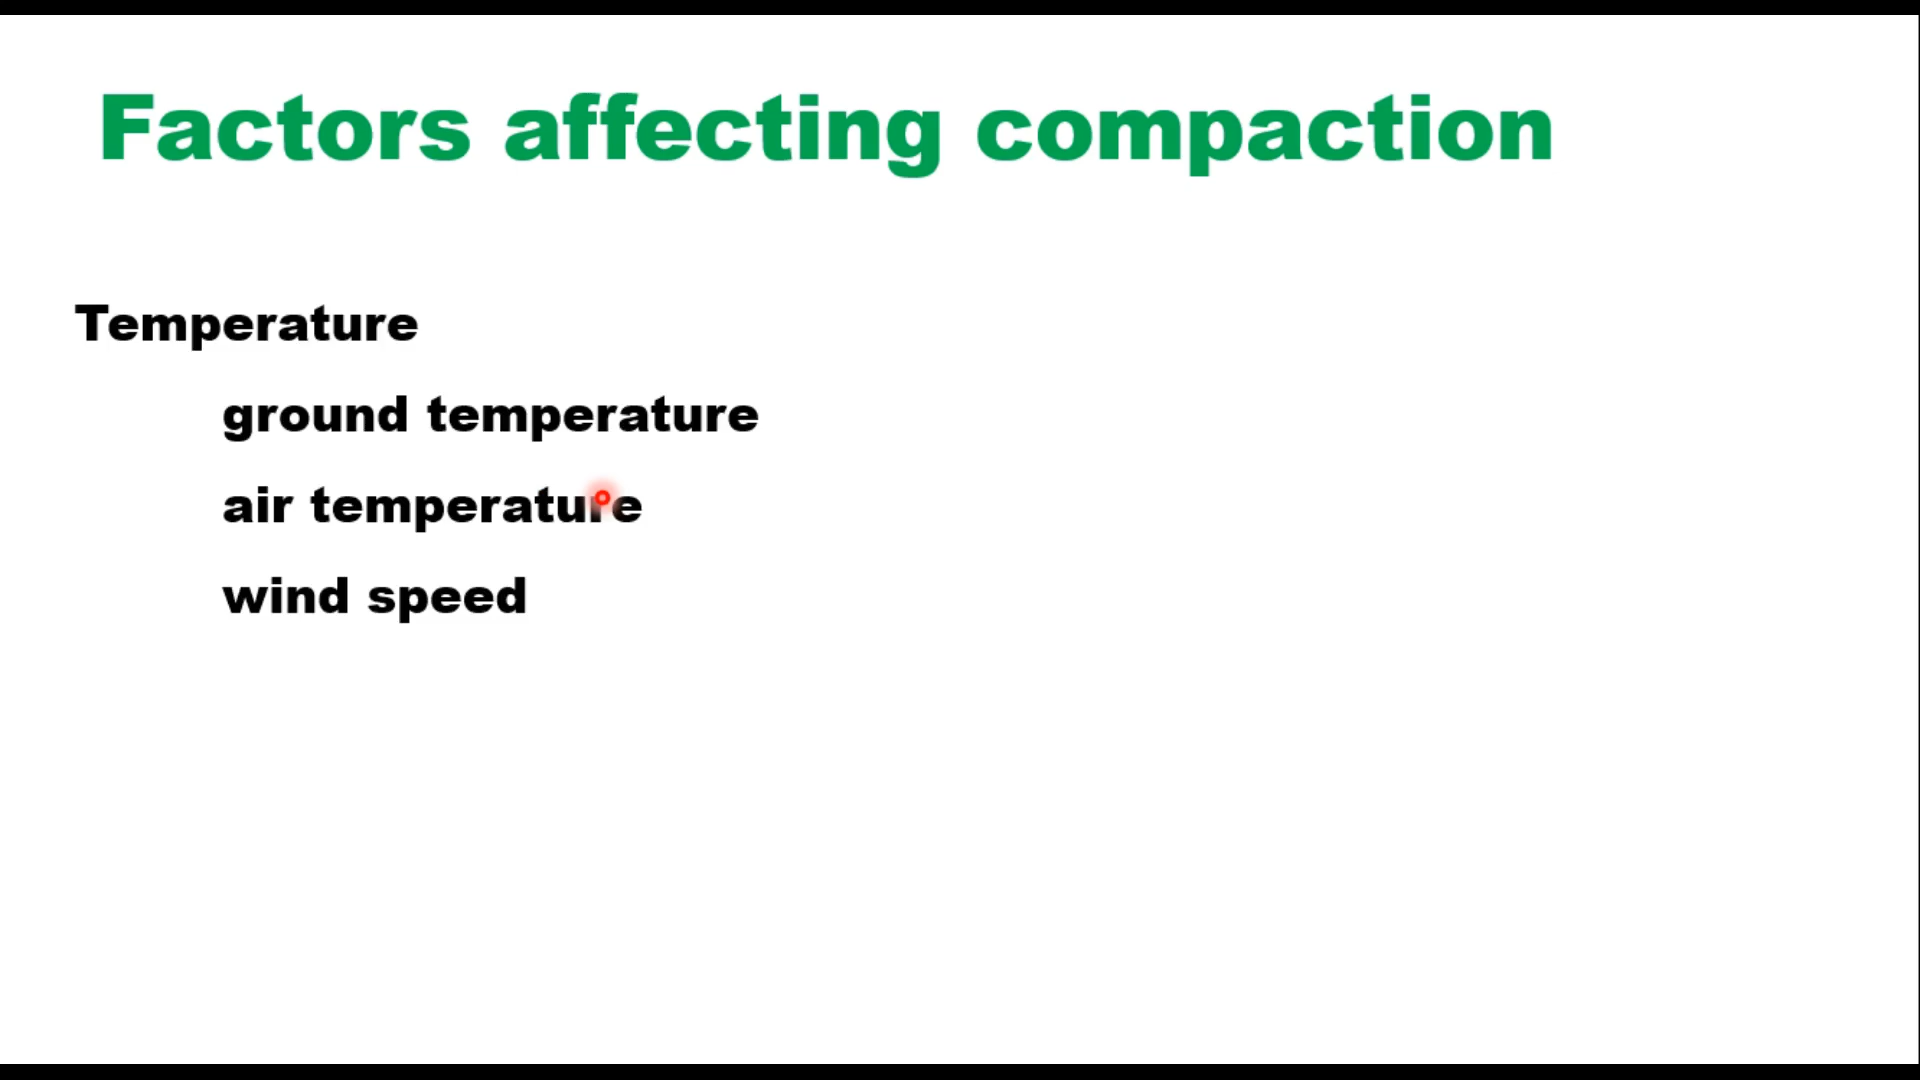 Factors affecting compaction
Temperature
ground temperature
air temperature
wind speed